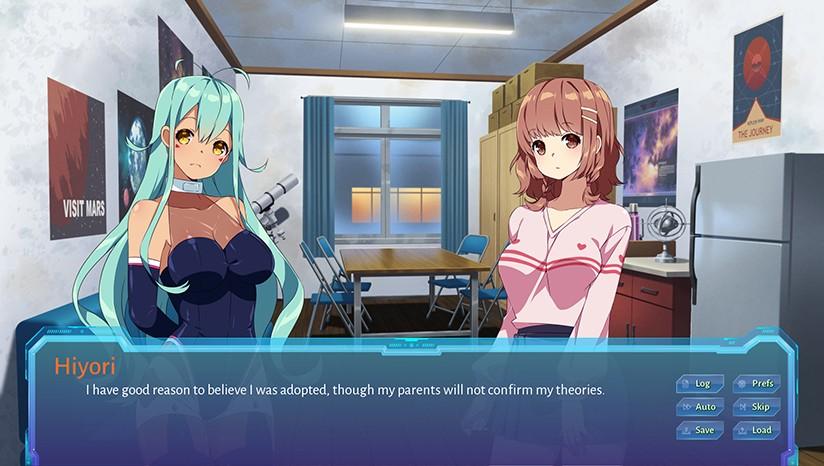 VISIT MARS
THE JOURNEY
Hiyori
I have good reason to believe I was adopted, though my parents will not confirm my theories.
Log
Prefs
Auto
Skip
Save
Load